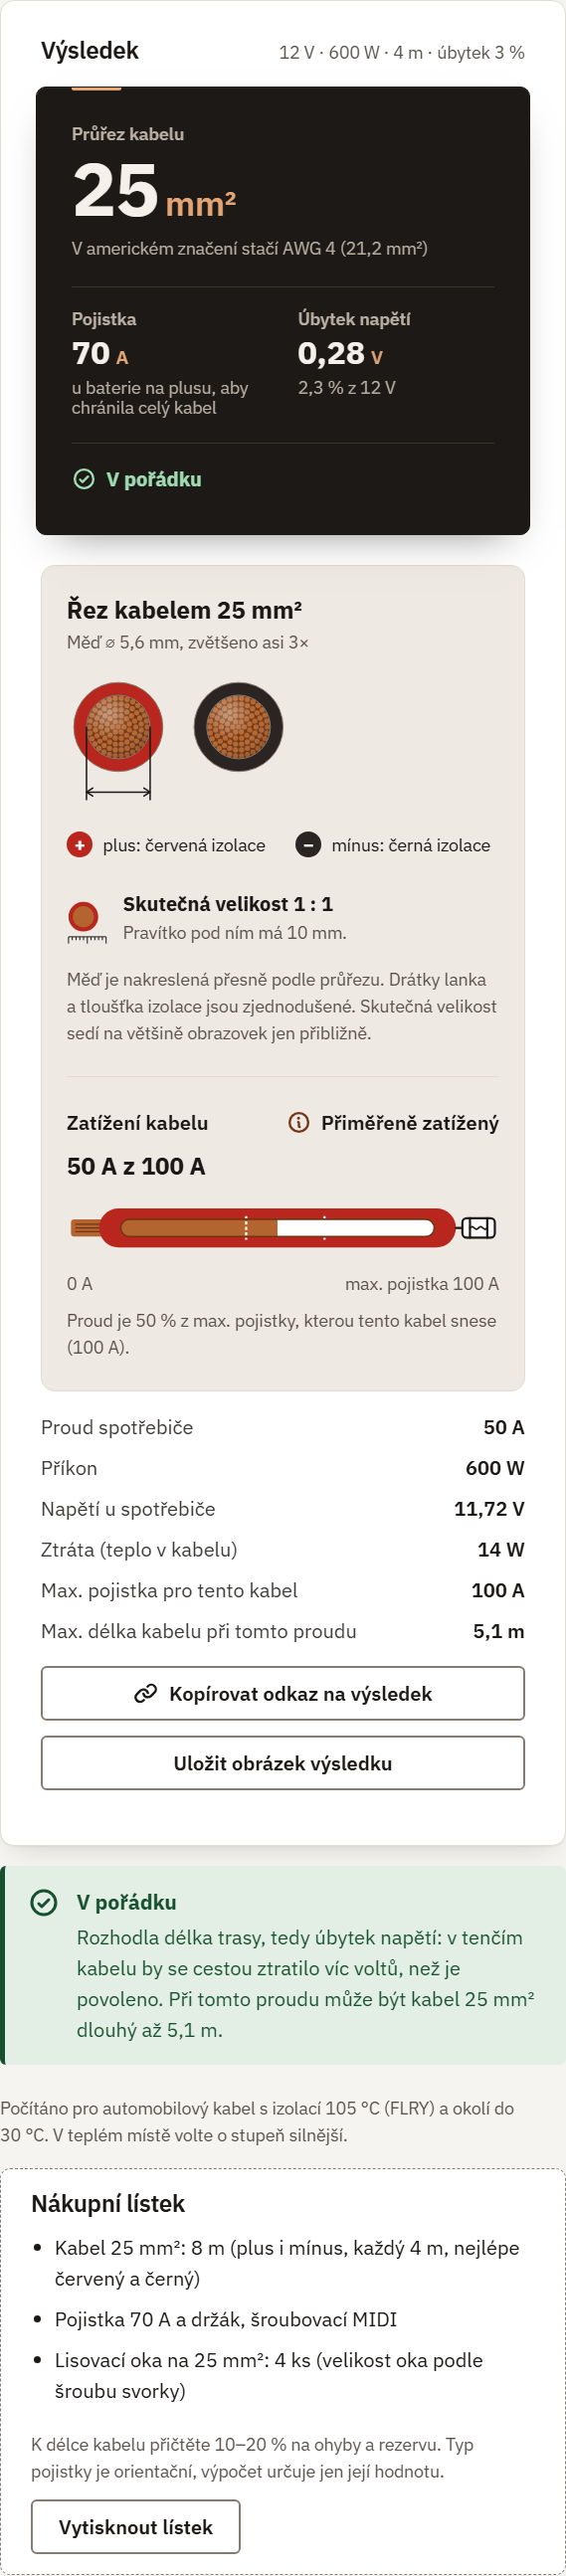 Výsledek
12 V · 600 W · 4 m · úbytek 3 %
Průřez kabelu
25 mm²
V americkém značení stačí AWG 4 (21,2 mm²)
Pojistka
70 A
u baterie na plusu, aby
chránila celý kabel
Úbytek napětí
0,28 V
2,3 % z 12 V
V pořádku
Řez kabelem 25 mm²
Měď ⌀ 5,6 mm, zvětšeno asi 3×
+ plus: červená izolace
− mínus: černá izolace
Skutečná velikost 1 : 1
Pravítko pod ním má 10 mm.
Měď je nakreslená přesně podle průřezu. Drátky lanka
a tloušťka izolace jsou zjednodušené. Skutečná velikost
sedí na většině obrazovek jen přibližně.
Zatížení kabelu
Přiměřeně zatížený
50 A z 100 A
0 A
max. pojistka 100 A
Proud je 50 % z max. pojistky, kterou tento kabel snese
(100 A).
Proud spotřebiče 50 A
Příkon 600 W
Napětí u spotřebiče 11,72 V
Ztráta (teplo v kabelu) 14 W
Max. pojistka pro tento kabel 100 A
Max. délka kabelu při tomto proudu 5,1 m
Kopírovat odkaz na výsledek
Uložit obrázek výsledku
V pořádku
Rozhodla délka trasy, tedy úbytek napětí: v tenčím
kabelu by se cestou ztratilo víc voltů, než je
povoleno. Při tomto proudu může být kabel 25 mm²
dlouhý až 5,1 m.
Počítáno pro automobilový kabel s izolací 105 °C (FLRY) a okolí do
30 °C. V teplém místě volte o stupeň silnější.
Nákupní lístek
• Kabel 25 mm²: 8 m (plus i mínus, každý 4 m, nejlépe
červený a černý)
• Pojistka 70 A a držák, šroubovací MIDI
• Lisovací oka na 25 mm²: 4 ks (velikost oka podle
šroubu svorky)
K délce kabelu přičtěte 10–20 % na ohyby a rezervu. Typ
pojistky je orientační, výpočet určuje jen její hodnotu.
Vytisknout lístek